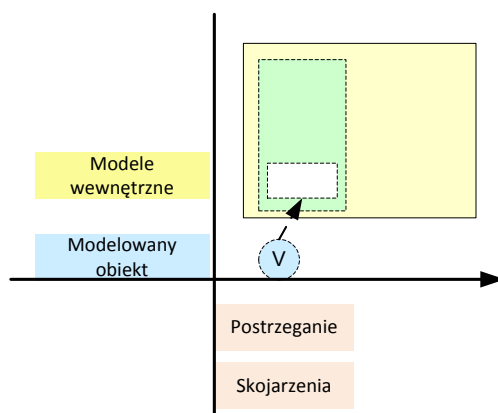 Modele
wewnętrzne
Modelowany
obiekt
V
Postrzeganie
Skojarzenia